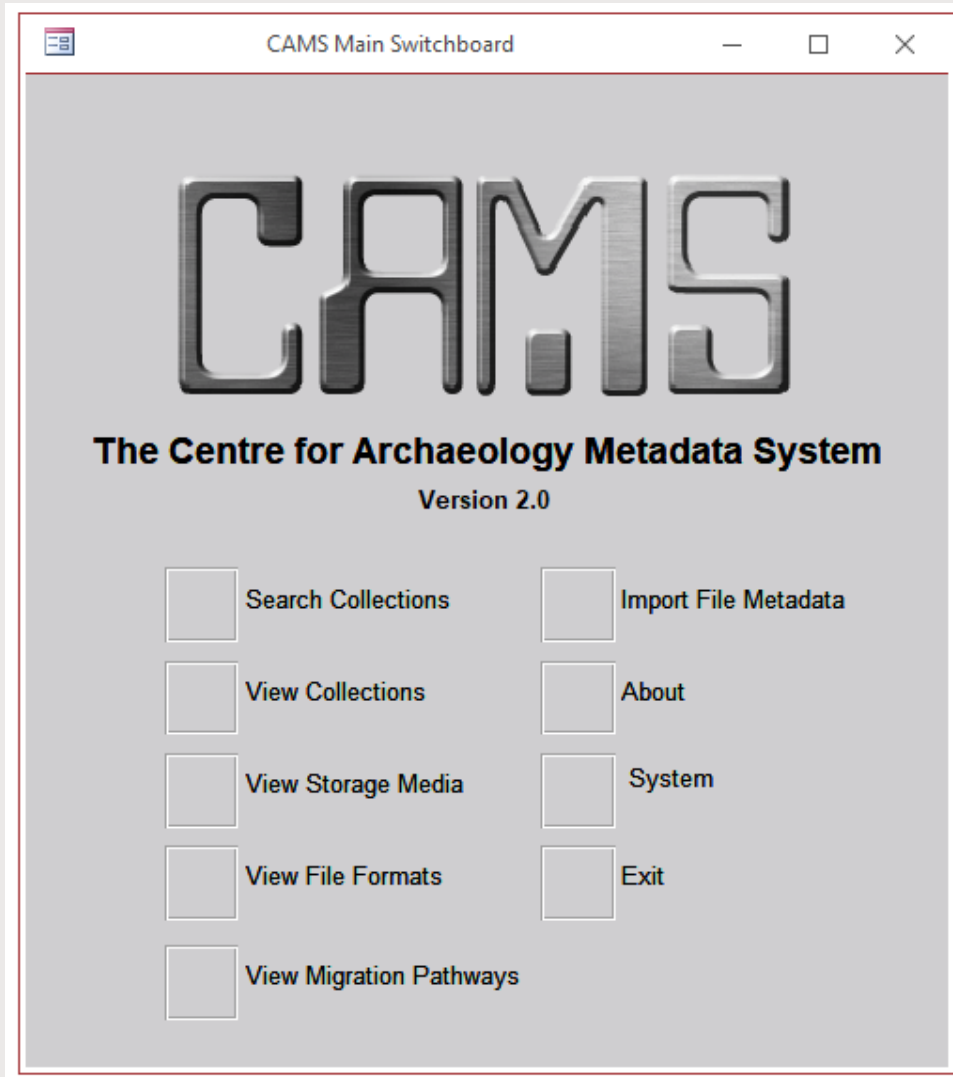 CAMS Main Switchboard
CAMS
The Centre for Archaeology Metadata System
Version 2.0
Search Collections
View Collections
View Storage Media
View File Formats
View Migration Pathways
Import File Metadata
About
System
Exit